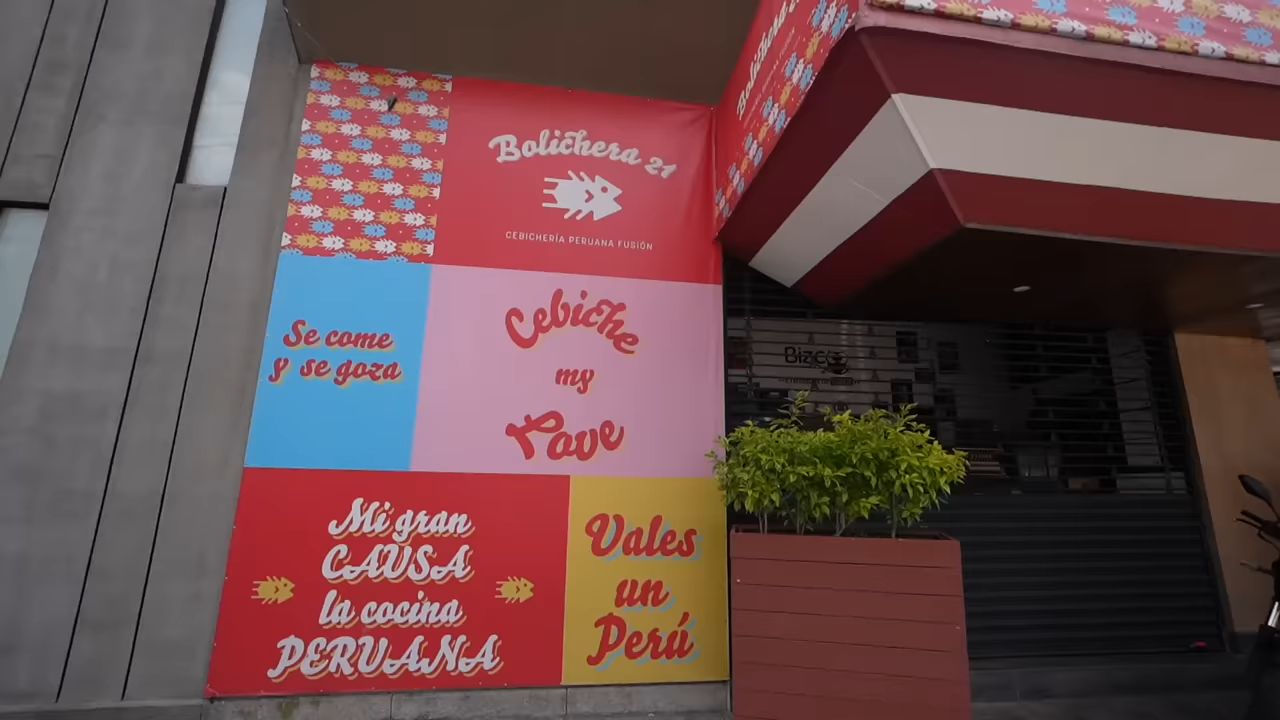 Bolichera 21
CEBICHERÍA PERUANA FUSIÓN
Se come
y se goza
Cebiche
my
Love
Mi gran
CAUSA
la cocina
PERUANA
Vales
un
Perú